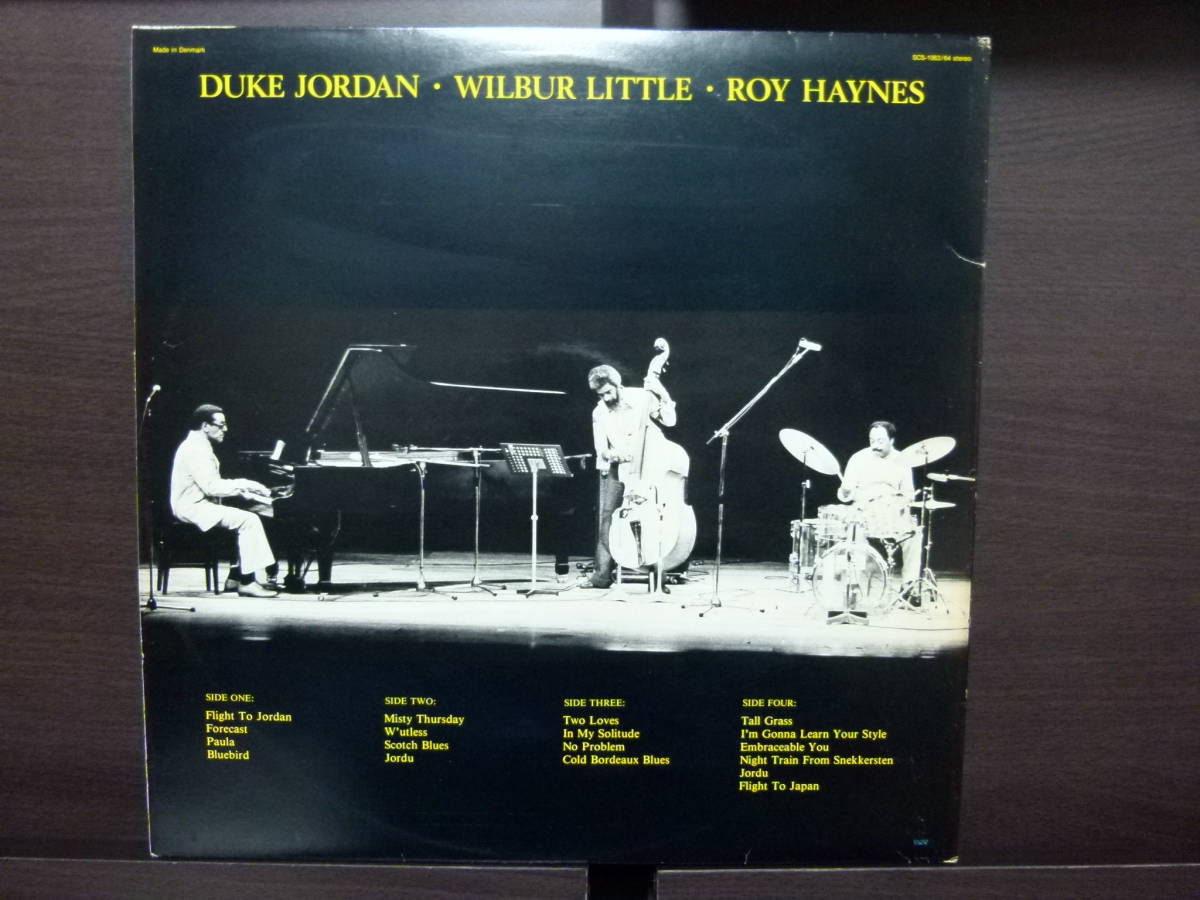 Made in Denmark
SCS-1063/64 stereo
DUKE JORDAN · WILBUR LITTLE · ROY HAYNES
SIDE ONE:
Flight To Jordan
Forecast
Paula
Bluebird
SIDE TWO:
Misty Thursday
W'utless
Scotch Blues
Jordu
SIDE THREE:
Two Loves
In My Solitude
No Problem
Cold Bordeaux Blues
SIDE FOUR:
Tall Grass
I'm Gonna Learn Your Style
Embraceable You
Night Train From Snekkersten
Jordu
Flight To Japan